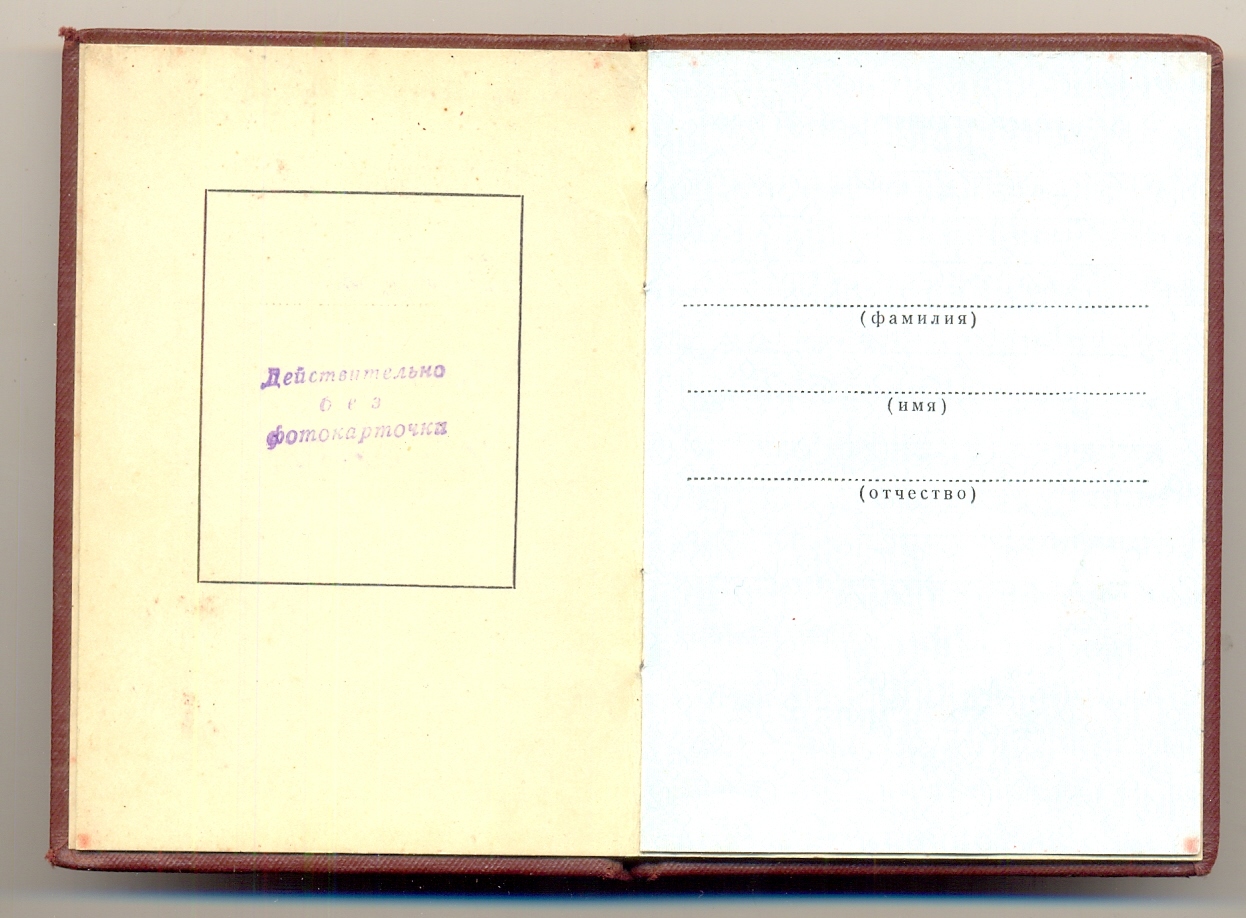 Действительно
без
фотокарточки
(фамилия)
(имя)
(отчество)